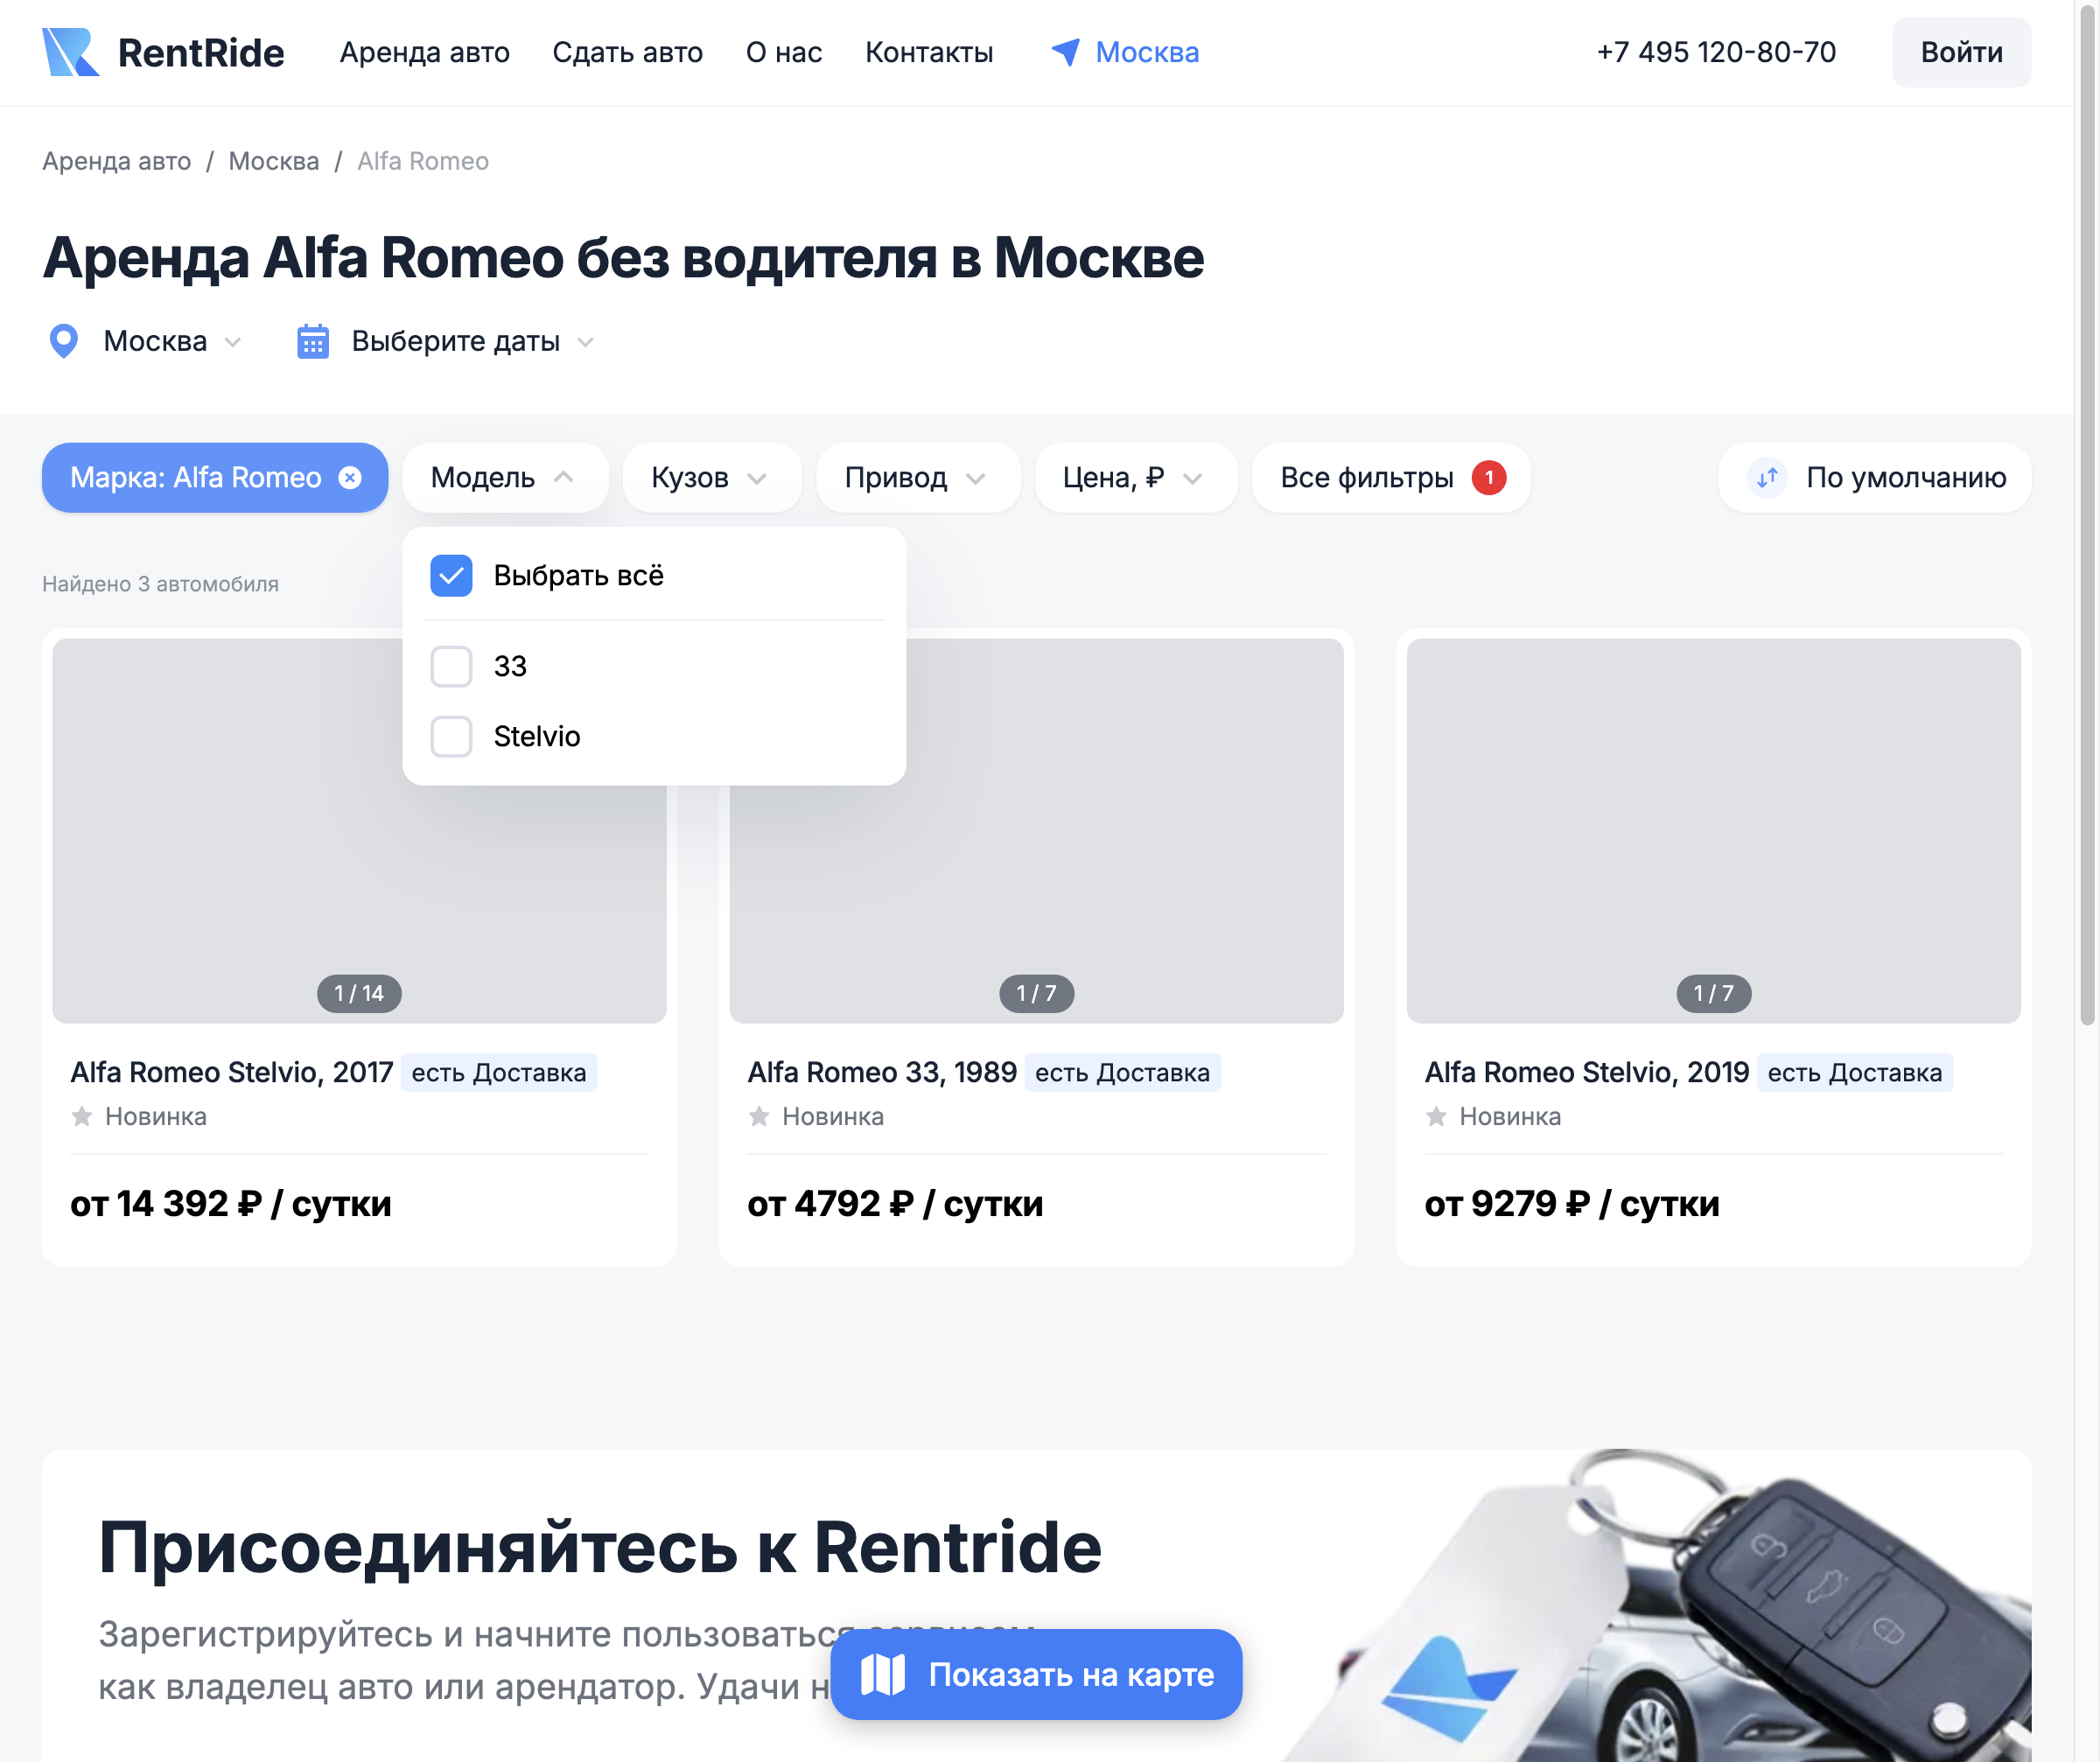 RentRide Аренда авто Сдать авто О нас Контакты Москва +7 495 120-80-70 Войти
Аренда авто / Москва / Alfa Romeo
Аренда Alfa Romeo без водителя в Москве
Москва Выберите даты
Марка: Alfa Romeo Модель Кузов Привод Цена, ₽ Все фильтры 1 По умолчанию
Выбрать всё
33
Stelvio
Найдено 3 автомобиля
1 / 14
Alfa Romeo Stelvio, 2017 есть Доставка
Новинка
от 14 392 ₽ / сутки
1 / 7
Alfa Romeo 33, 1989 есть Доставка
Новинка
от 4792 ₽ / сутки
1 / 7
Alfa Romeo Stelvio, 2019 есть Доставка
Новинка
от 9279 ₽ / сутки
Присоединяйтесь к Rentride
Зарегистрируйтесь и начните пользоваться
как владелец авто или арендатор. Удачи
Показать на карте